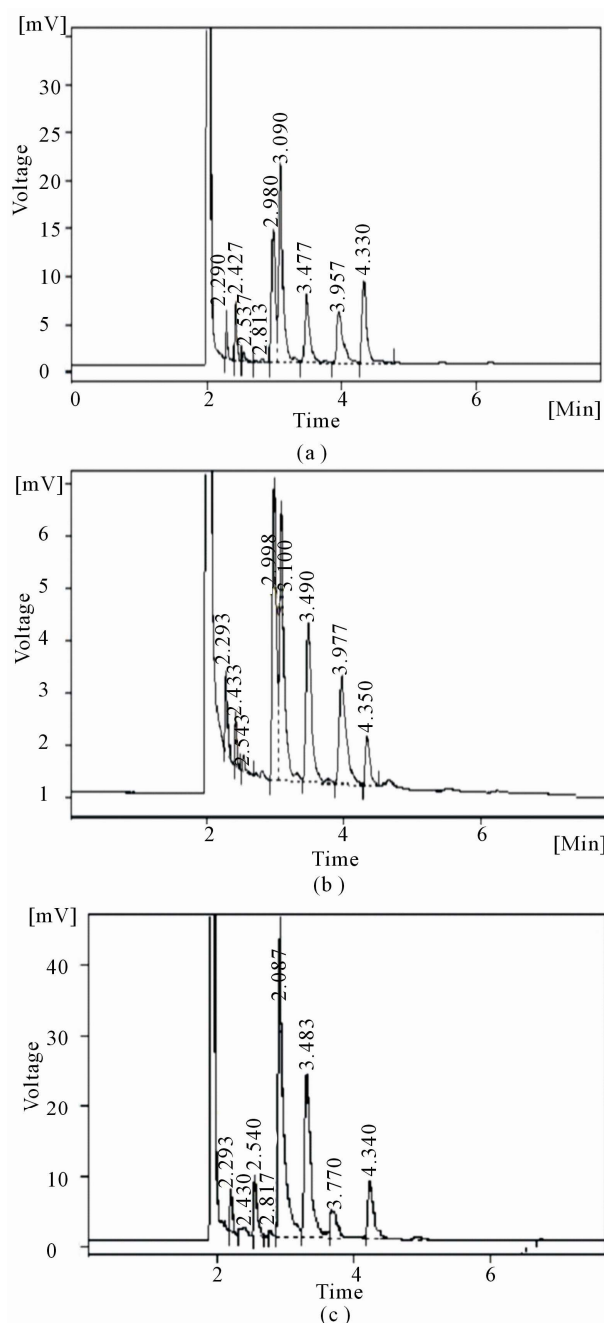 [mV]
Voltage
35
30
25
20
15
10
5
0
2.290
2.427
2.537
2.813
2.980
3.090
3.477
3.957
4.330
0 2 4 6
Time [Min]
(a)
[mV]
Voltage
6
5
4
3
2
1
2.293
2.433
2.543
2.998
3.100
3.490
3.977
4.350
2 4 6
Time [Min]
(b)
[mV]
Voltage
40
30
20
10
0
2.293
2.430
2.540
2.817
2.087
3.483
3.770
4.340
2 4 6
Time
(c)